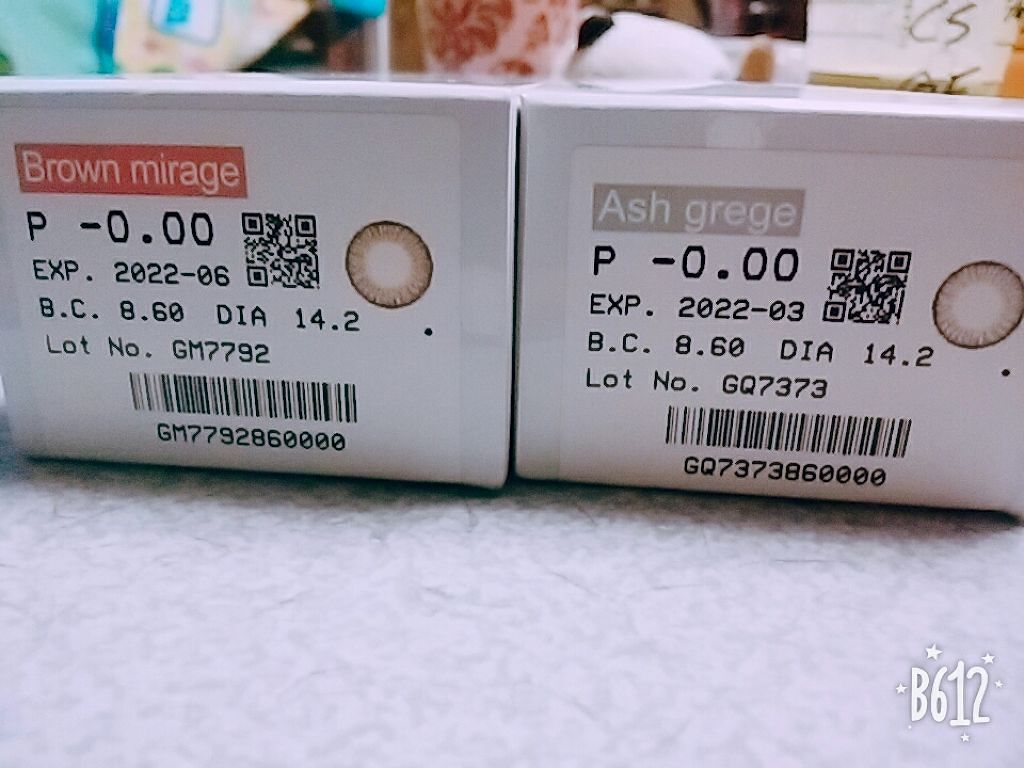 CS
Brown mirage
P -0.00
EXP. 2022-06
B.C. 8.60 DIA 14.2
Lot No. GM7792
GM7792860000
Ash grege
P -0.00
EXP. 2022-03
B.C. 8.60 DIA 14.2
Lot No. GQ7373
GQ7373860000
B612